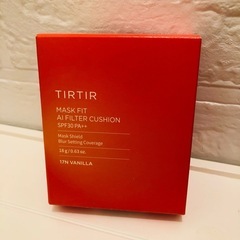 TIRTIR
MASK FIT
AI FILTER CUSHION
SPF30 PA++
Mask Shield
Blur Setting Coverage
18 g / 0.63 oz.
17N VANILLA